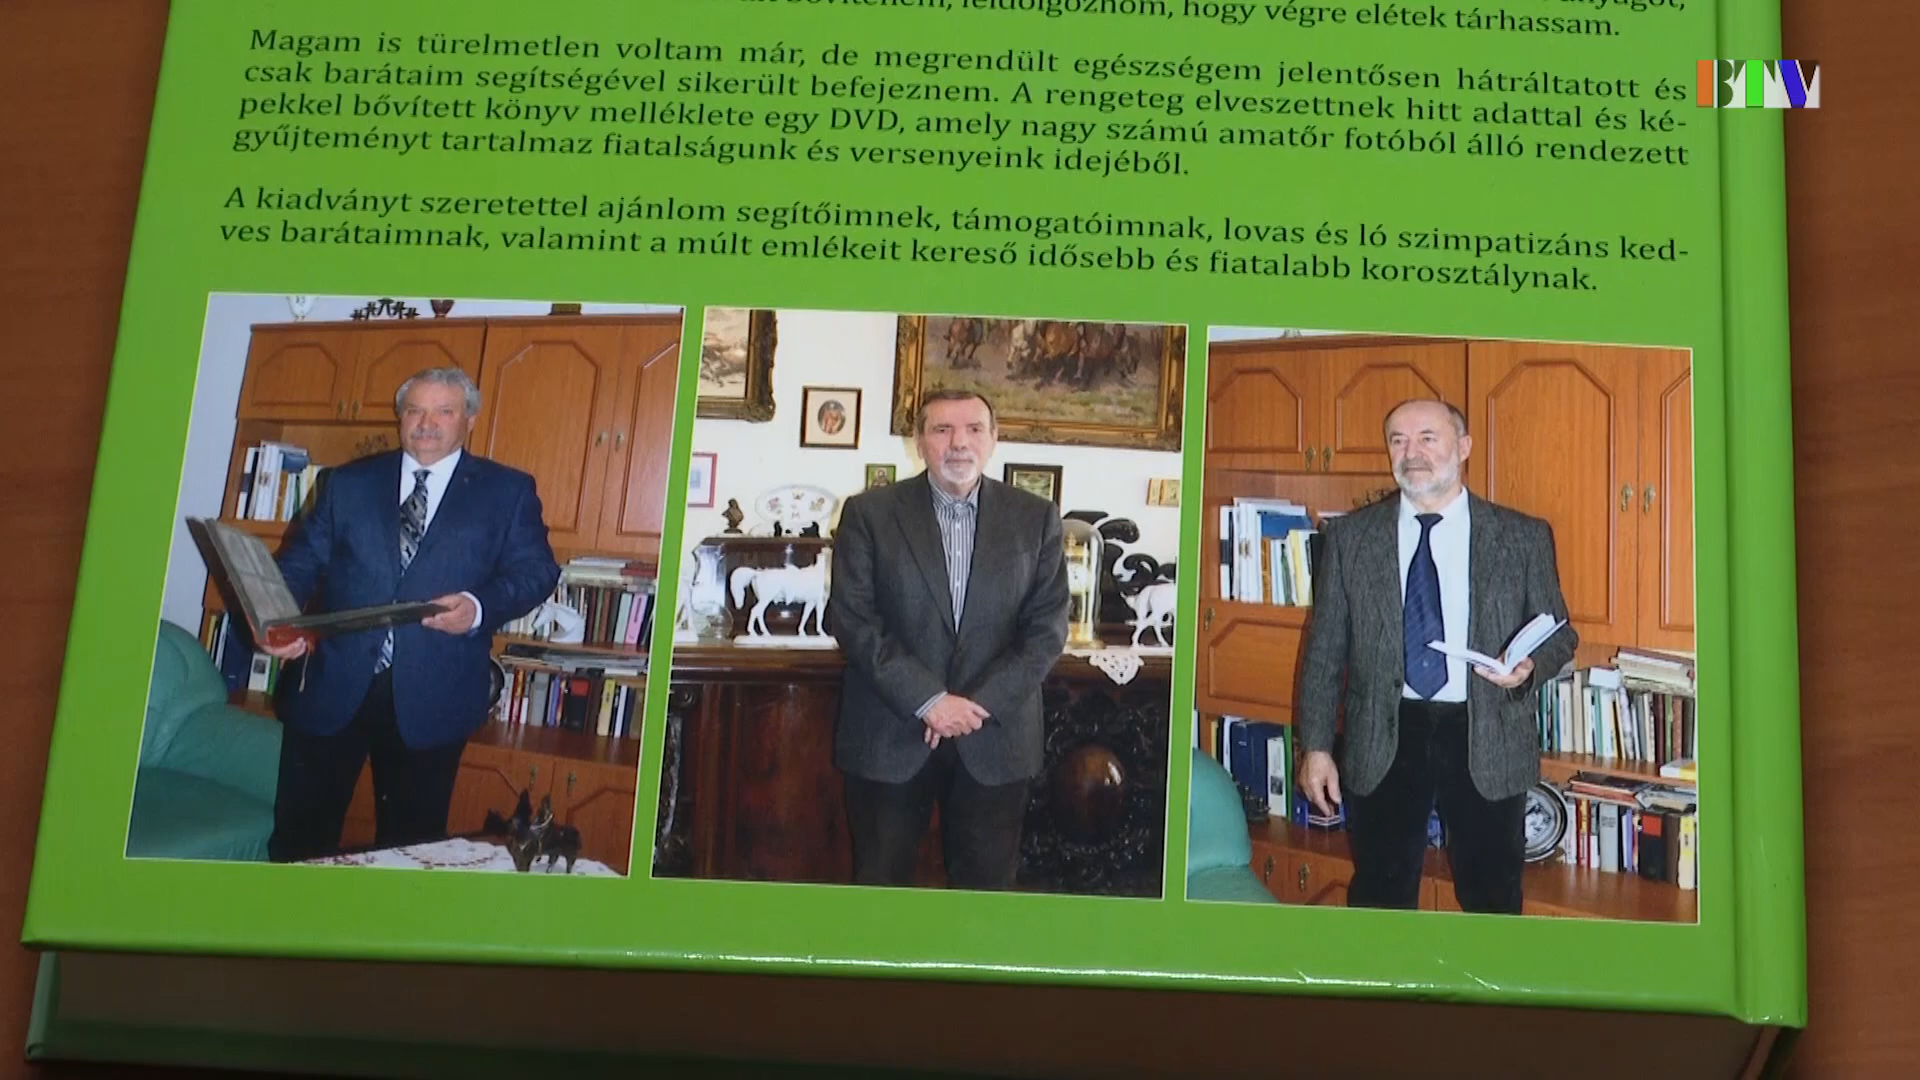 bővítenem, feldolgoznom, hogy végre elétek tárhassam.
Magam is türelmetlen voltam már, de megrendült egészségem jelentősen hátráltatott és
csak barátaim segítségével sikerült befejeznem. A rengeteg elveszettnek hitt adattal és ké-
pekkel bővített könyv melléklete egy DVD, amely nagy számú amatőr fotóból álló rendezett
gyűjteményt tartalmaz fiatalságunk és versenyeink idejéből.
A kiadványt szeretettel ajánlom segítőimnek, támogatóimnak, lovas és ló szimpatizáns ked-
ves barátaimnak, valamint a múlt emlékeit kereső idősebb és fiatalabb korosztálynak.
BTV